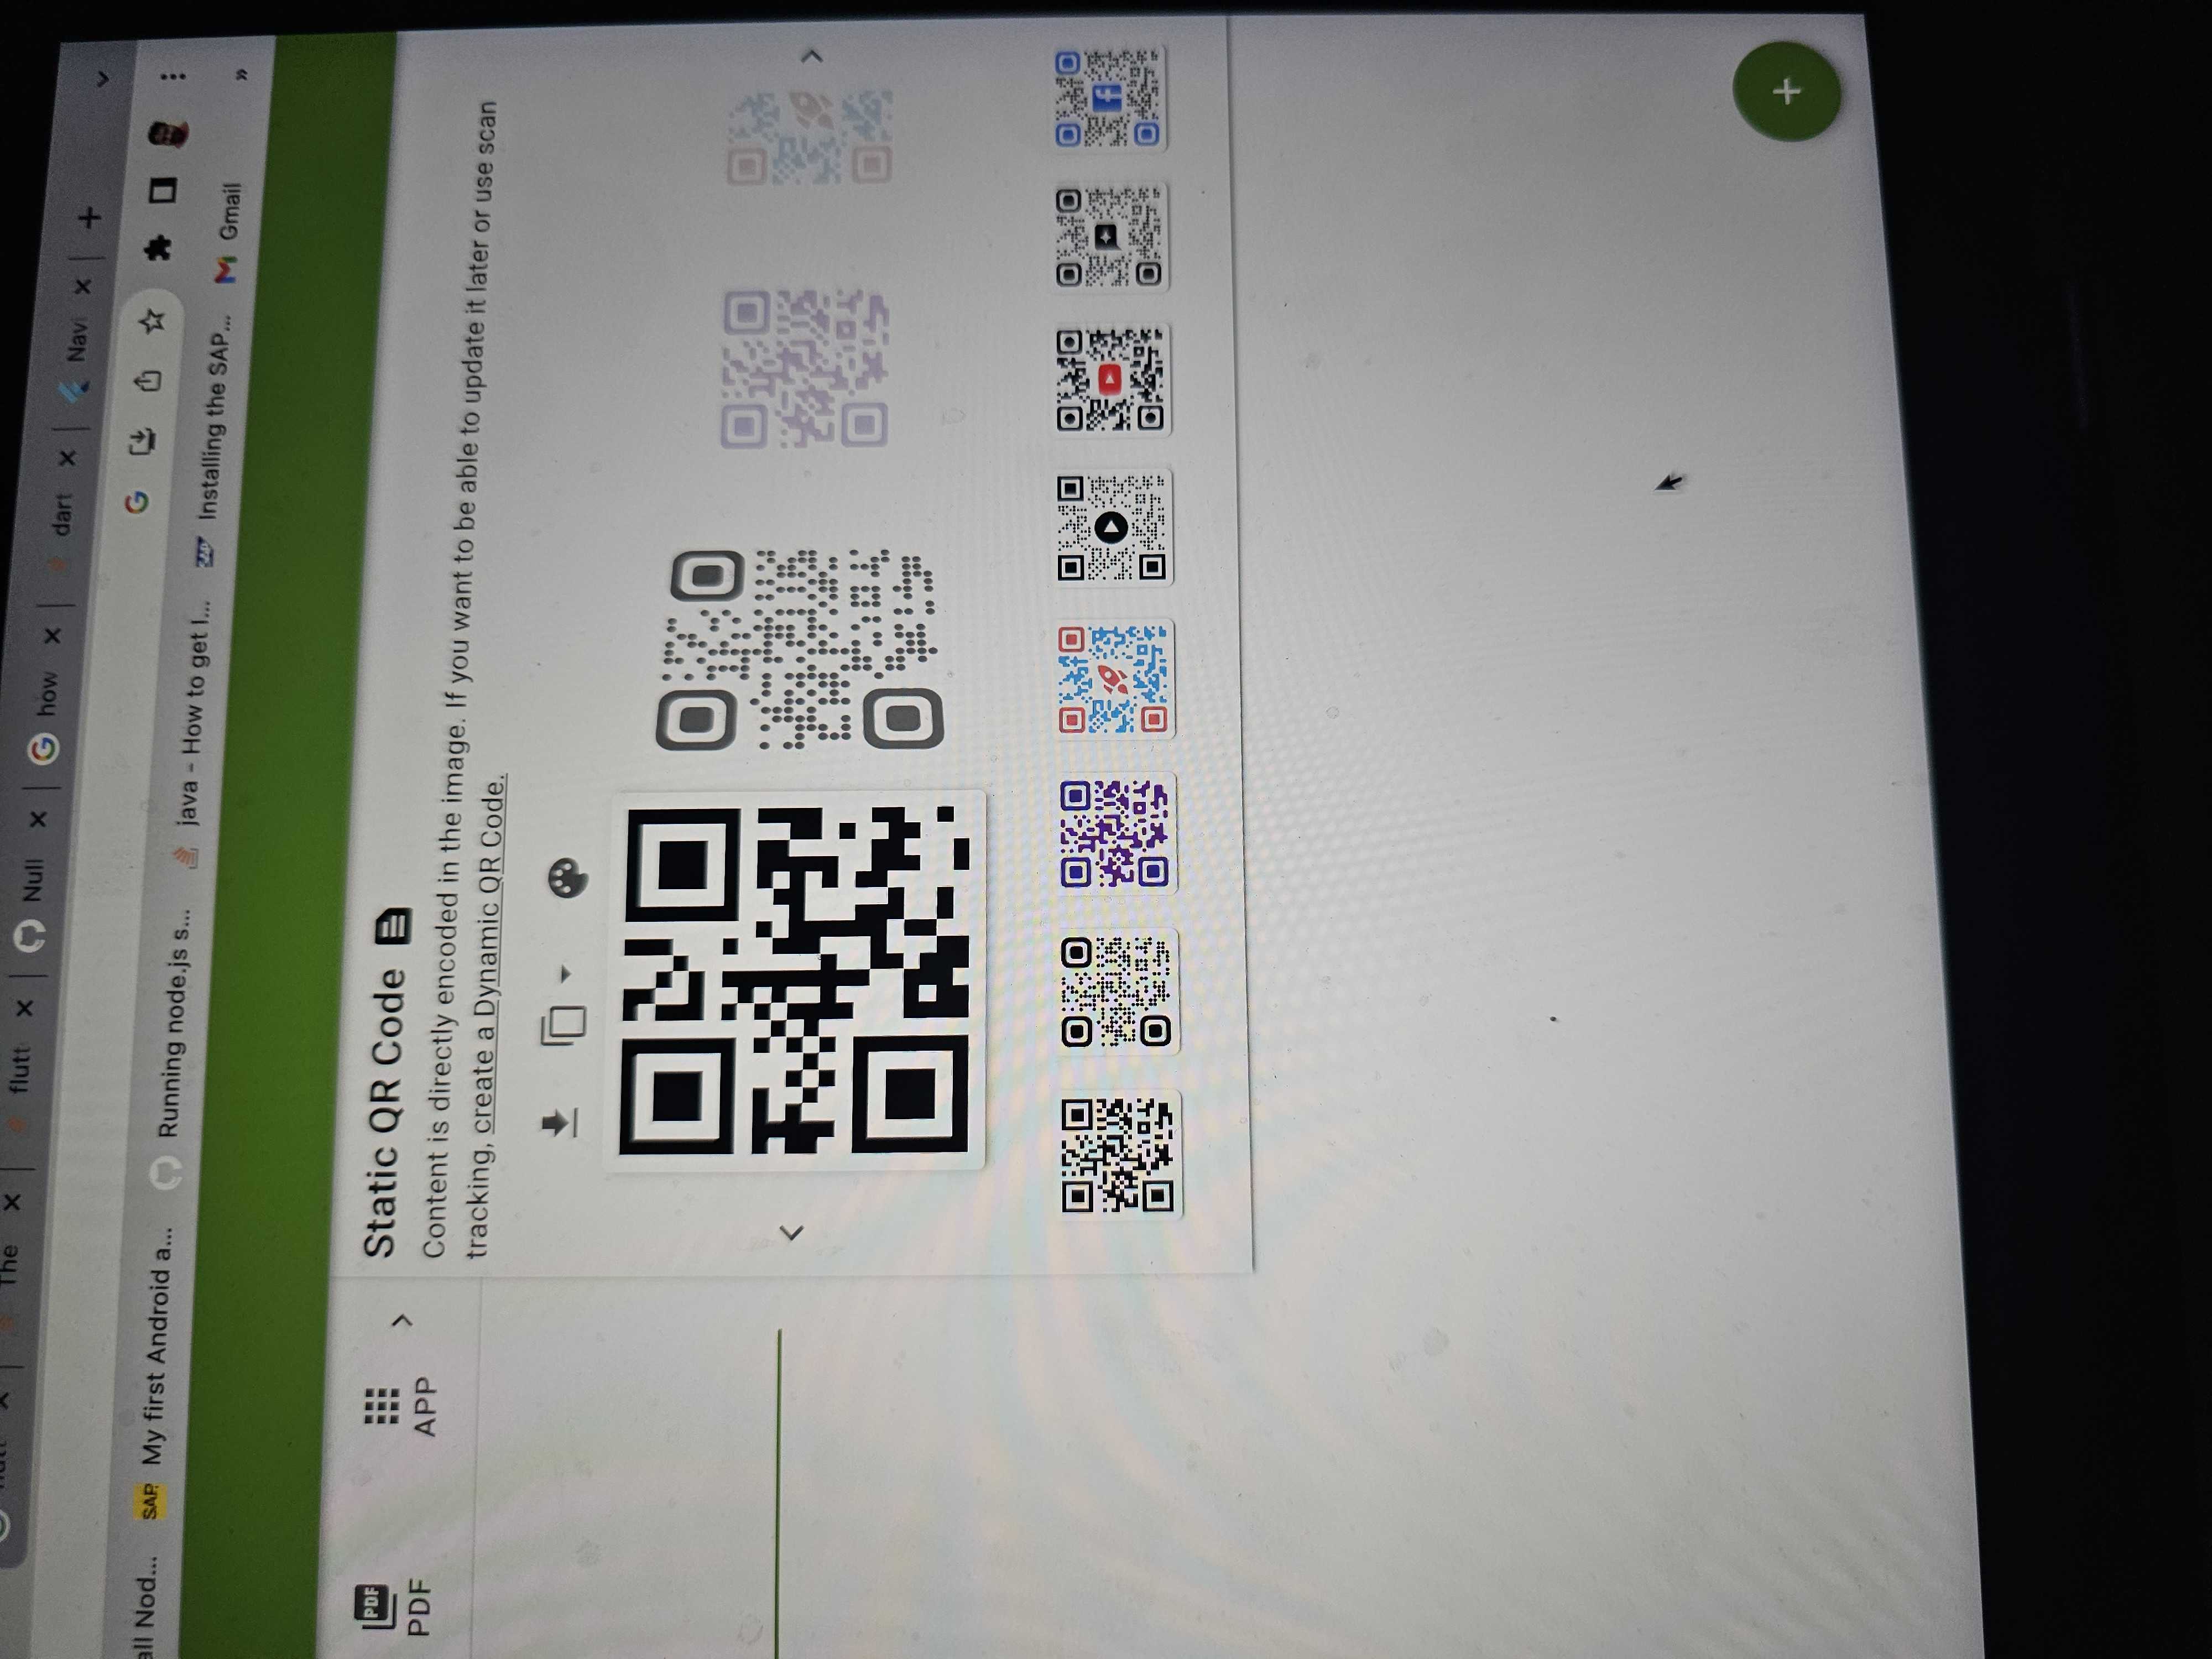 The
flutt
Null
how
dart
Navi
all Nod...
SAP
My first Android a...
Running node.js s...
java - How to get I...
Installing the SAP...
Gmail
PDF
PDF
APP
Static QR Code
Content is directly encoded in the image. If you want to be able to update it later or use scan
tracking, create a Dynamic QR Code.